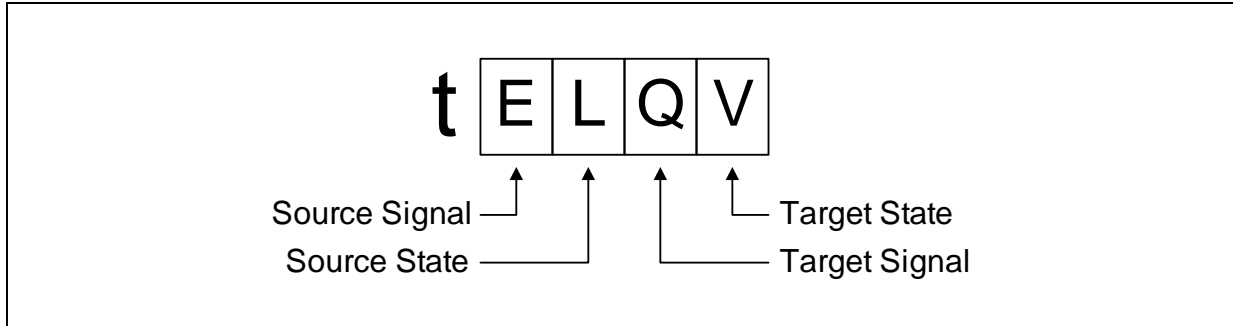 t E L Q V
Source Signal Target State
Source State Target Signal